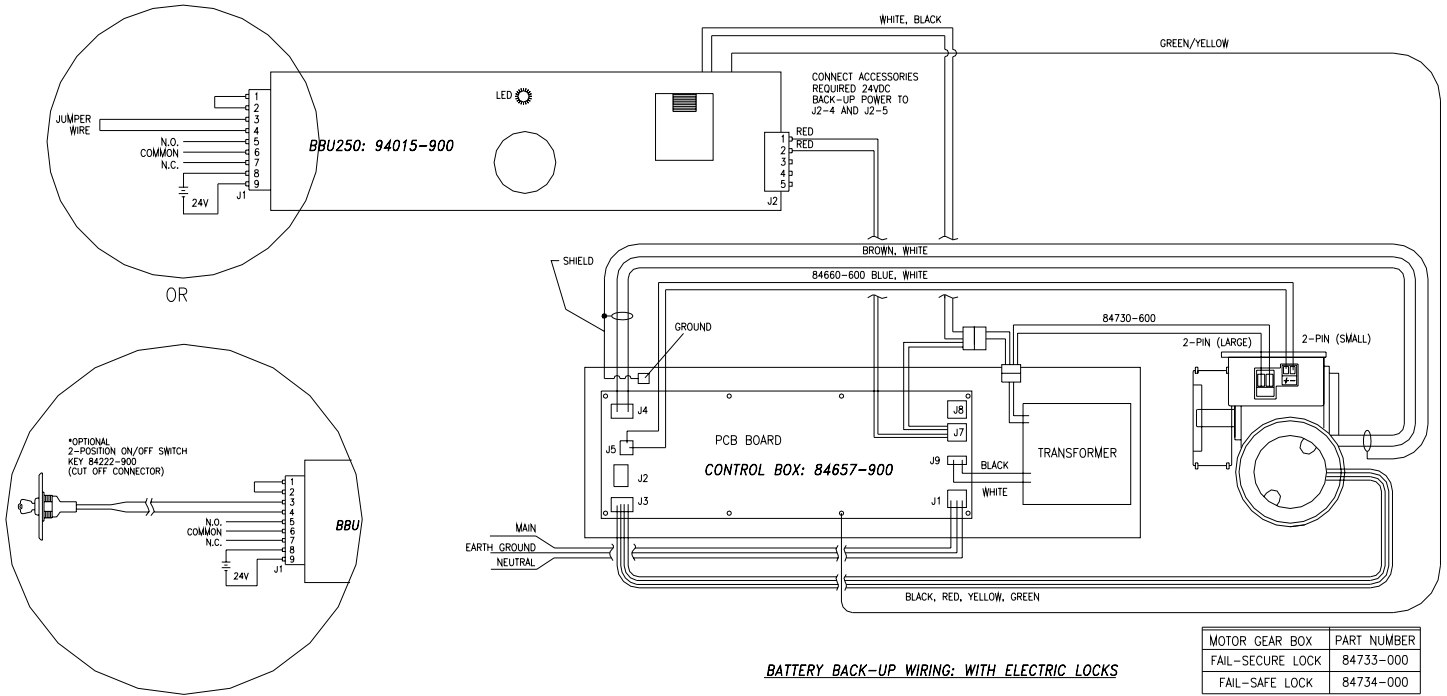 WHITE, BLACK
GREEN/YELLOW
LED
CONNECT ACCESSORIES
REQUIRED 24VDC
BACK-UP POWER TO
J2-4 AND J2-5
JUMPER
WIRE
1
2
3
4
5
6
7
8
9
N.O.
COMMON
N.C.
24V
J1
BBU250: 94015-900
1
2
3
4
5
RED
RED
J2
OR
BROWN, WHITE
SHIELD
84660-600 BLUE, WHITE
GROUND
84730-600
2-PIN (LARGE)
2-PIN (SMALL)
+-
J4
J8
J7
J5
PCB BOARD
J9
J2
CONTROL BOX: 84657-900
BLACK
WHITE
TRANSFORMER
J3
J1
*OPTIONAL
2-POSITION ON/OFF SWITCH
KEY 84222-900
(CUT OFF CONNECTOR)
1
2
3
4
5
6
7
8
9
N.O.
COMMON
N.C.
24V
J1
BBU
MAIN
EARTH GROUND
NEUTRAL
BLACK, RED, YELLOW, GREEN
BATTERY BACK-UP WIRING: WITH ELECTRIC LOCKS
MOTOR GEAR BOX PART NUMBER
FAIL-SECURE LOCK 84733-000
FAIL-SAFE LOCK 84734-000